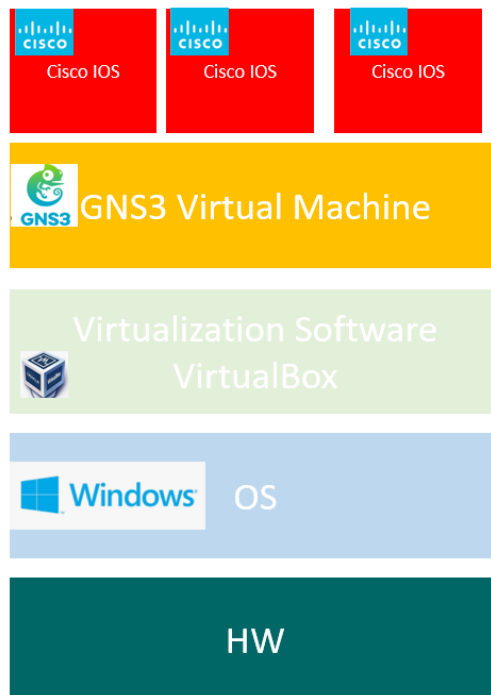 CISCO
CISCO
CISCO
Cisco IOS
Cisco IOS
Cisco IOS
GNS3
GNS3 Virtual Machine
Virtualization Software
VirtualBox
Windows
OS
HW